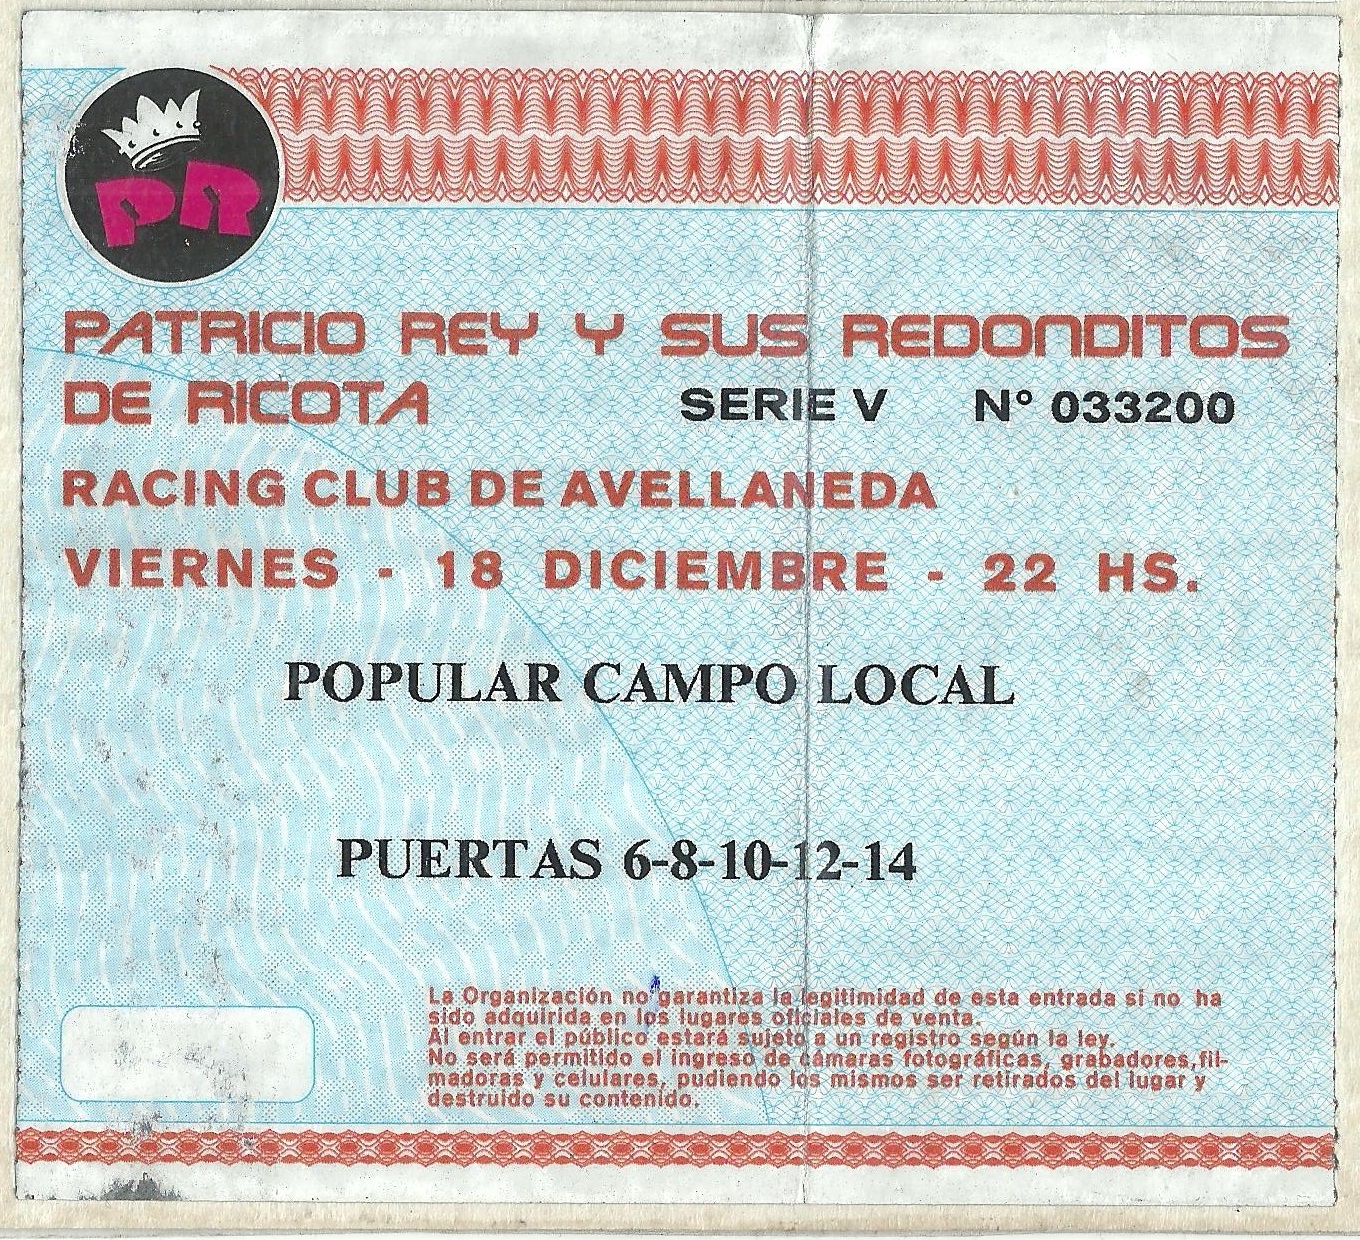 PR
PATRICIO REY Y SUS REDONDITOS
DE RICOTA SERIE V N° 033200
RACING CLUB DE AVELLANEDA
VIERNES - 18 DICIEMBRE - 22 HS.
POPULAR CAMPO LOCAL
PUERTAS 6-8-10-12-14
La Organización no garantiza la legitimidad de esta entrada si no ha
sido adquirida en los lugares oficiales de venta.
Al entrar el público estará sujeto a un registro según la ley.
No será permitido el ingreso de cámaras fotográficas, grabadores,fil-
madoras y celulares, pudiendo los mismos ser retirados del lugar y
destruido su contenido.